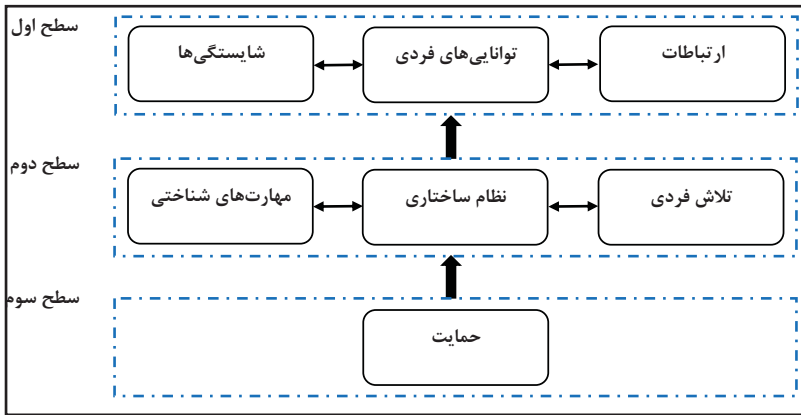 سطح اول
ارتباطات
توانایی‌های فردی
شایستگی‌ها
سطح دوم
تلاش فردی
نظام ساختاری
مهارت‌های شناختی
سطح سوم
حمایت